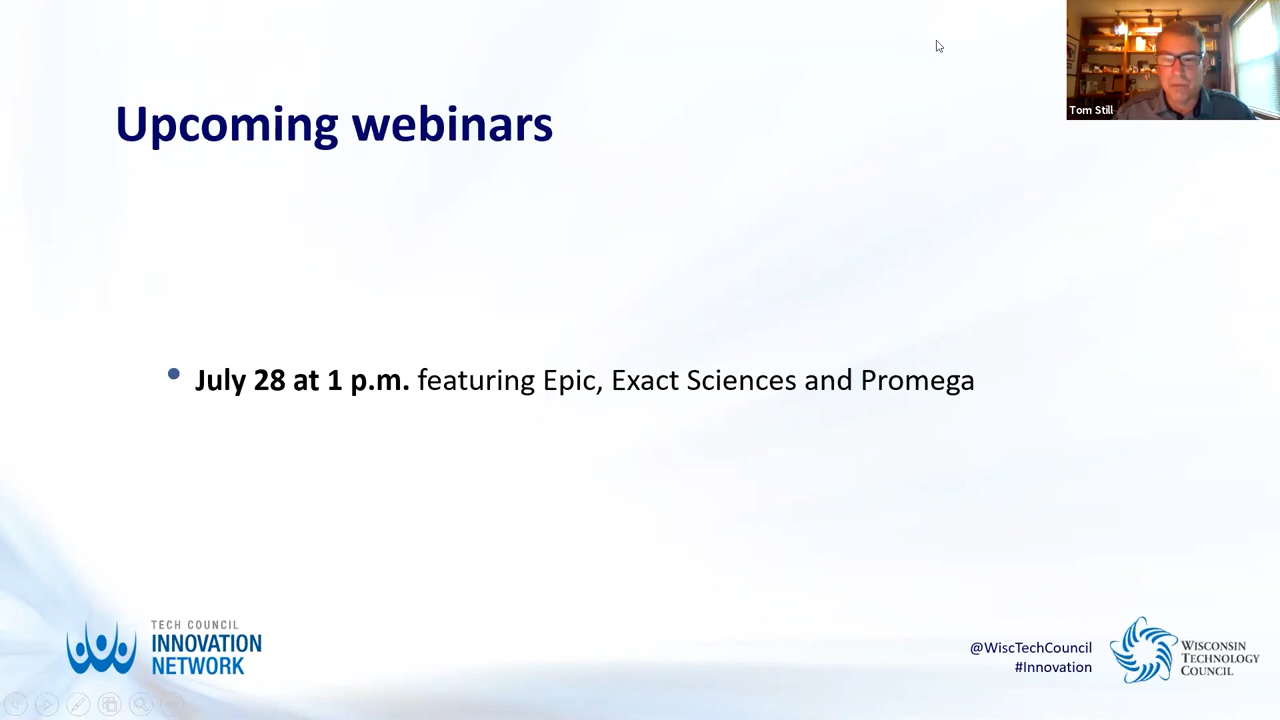 Tom Still
Upcoming webinars
• July 28 at 1 p.m. featuring Epic, Exact Sciences and Promega
TECH COUNCIL
INNOVATION
NETWORK
@WiscTechCouncil
#Innovation
WISCONSIN
TECHNOLOGY
COUNCIL